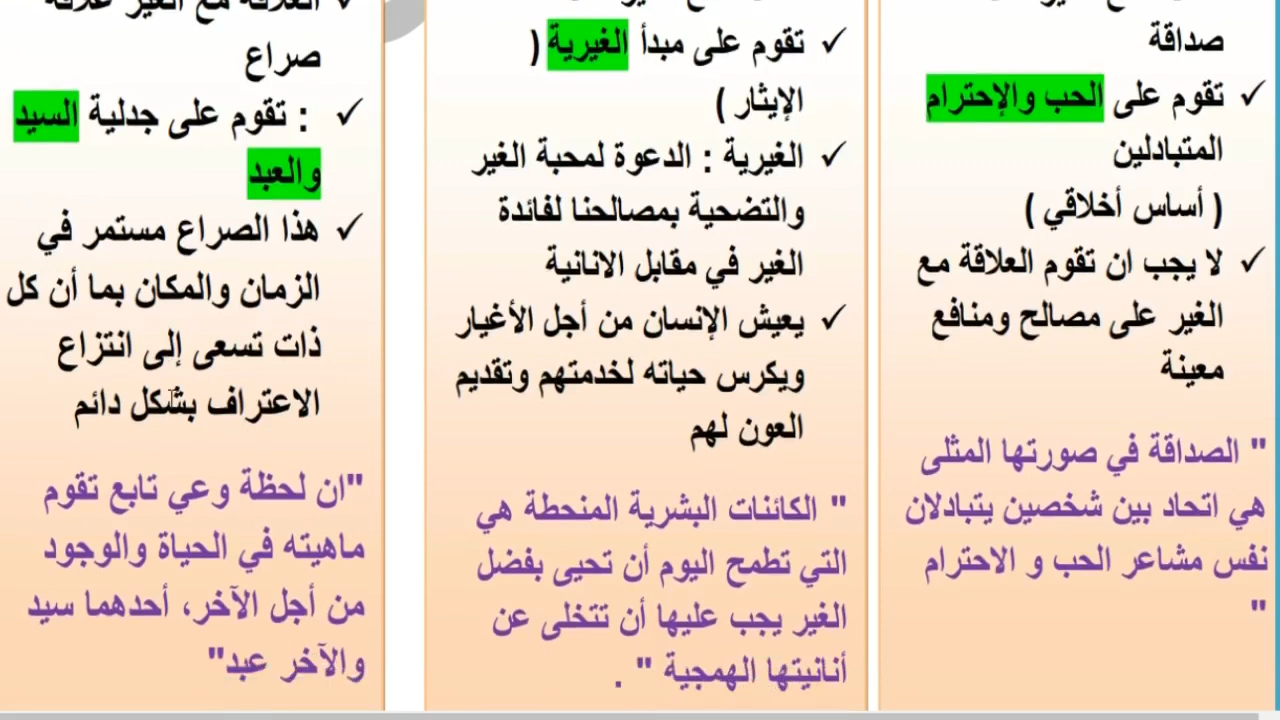 صداقة
✓ تقوم على الحب والإحترام
المتبادلين
( أساس أخلاقي )
✓ لا يجب ان تقوم العلاقة مع
الغير على مصالح ومنافع
معينة
" الصداقة في صورتها المثلى
هي اتحاد بين شخصين يتبادلان
نفس مشاعر الحب و الاحترام
"
✓ تقوم على مبدأ الغيرية (
الإيثار )
✓ الغيرية : الدعوة لمحبة الغير
والتضحية بمصالحنا لفائدة
الغير في مقابل الانانية
✓ يعيش الإنسان من أجل الأغيار
ويكرس حياته لخدمتهم وتقديم
العون لهم
" الكائنات البشرية المنحطة هي
التي تطمح اليوم أن تحيى بفضل
الغير يجب عليها أن تتخلى عن
أنانيتها الهمجية " .
✓ العلاقة مع الغير علاقة
صراع
✓ : تقوم على جدلية السيد
والعبد
✓ هذا الصراع مستمر في
الزمان والمكان بما أن كل
ذات تسعى إلى انتزاع
الاعتراف بشكل دائم
"ان لحظة وعي تابع تقوم
ماهيته في الحياة والوجود
من أجل الآخر، أحدهما سيد
والآخر عبد"